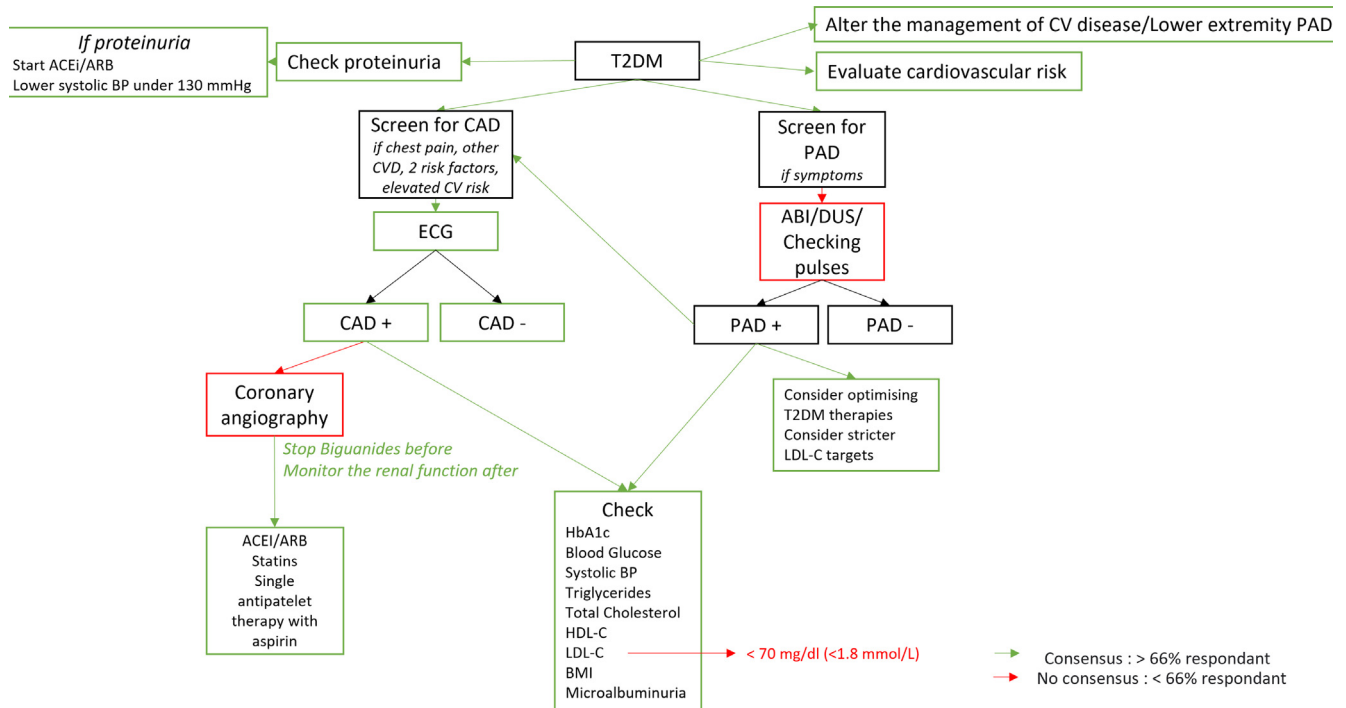 Alter the management of CV disease/Lower extremity PAD
If proteinuria
Start ACEi/ARB
Lower systolic BP under 130 mmHg
Check proteinuria
T2DM
Evaluate cardiovascular risk
Screen for CAD
if chest pain, other
CVD, 2 risk factors,
elevated CV risk
Screen for
PAD
if symptoms
ECG
ABI/DUS/
Checking
pulses
CAD +
CAD -
PAD +
PAD -
Coronary
angiography
Consider optimising
T2DM therapies
Consider stricter
LDL-C targets
Stop Biguanides before
Monitor the renal function after
ACEI/ARB
Statins
Single
antipatelet
therapy with
aspirin
Check
HbA1c
Blood Glucose
Systolic BP
Triglycerides
Total Cholesterol
HDL-C
LDL-C
BMI
Microalbuminuria
< 70 mg/dl (<1.8 mmol/L)
Consensus : > 66% respondant
No consensus : < 66% respondant